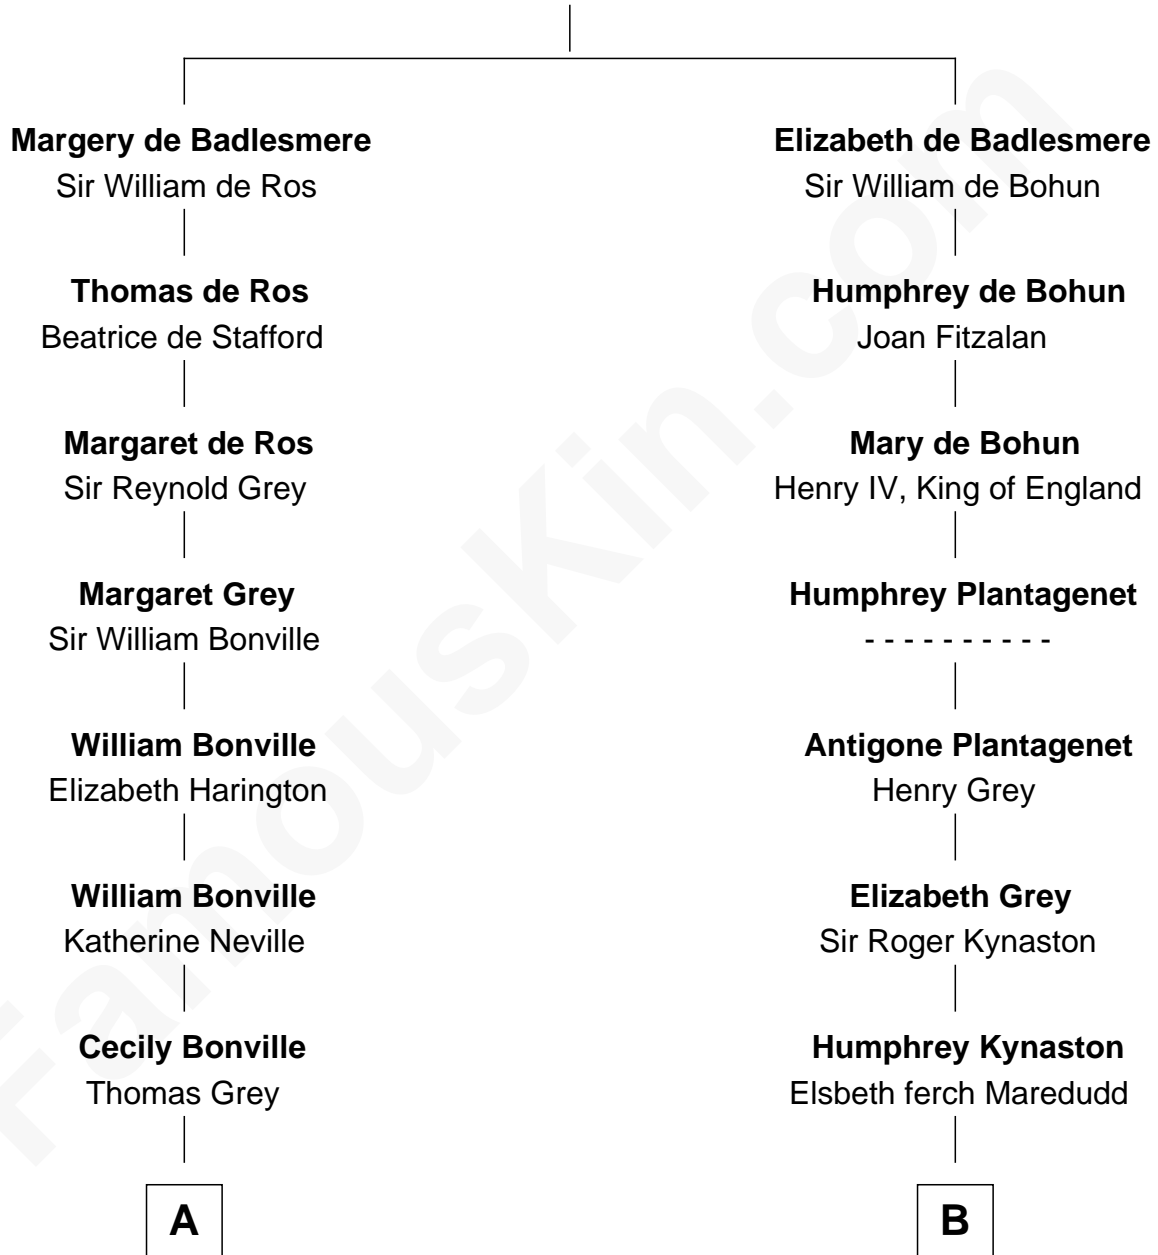 Margery de Badlesmere
Sir William de Ros
Thomas de Ros
Beatrice de Stafford
Margaret de Ros
Sir Reynold Grey
Margaret Grey
Sir William Bonville
William Bonville
Elizabeth Harington
William Bonville
Katherine Neville
Cecily Bonville
Thomas Grey
A
Elizabeth de Badlesmere
Sir William de Bohun
Humphrey de Bohun
Joan Fitzalan
Mary de Bohun
Henry IV, King of England
Humphrey Plantagenet
- - - - - - - - - -
Antigone Plantagenet
Henry Grey
Elizabeth Grey
Sir Roger Kynaston
Humphrey Kynaston
Elsbeth ferch Maredudd
B
FamousKin.com